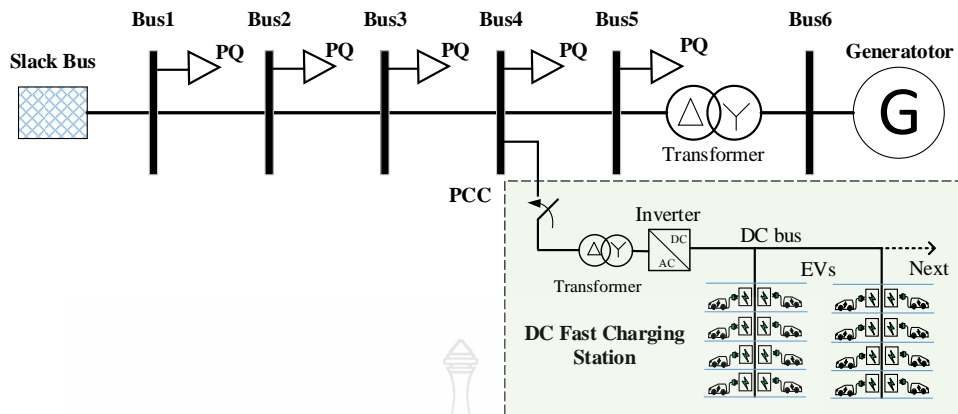 Bus1
Bus2
Bus3
Bus4
Bus5
Bus6
Slack Bus
PQ
PQ
PQ
PQ
PQ
Generatotor
G
Transformer
PCC
Inverter
DC
AC
DC bus
Transformer
EVs
Next
DC Fast Charging
Station